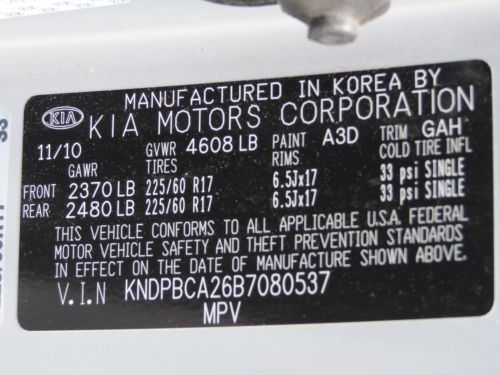 MANUFACTURED IN KOREA BY
KIA KIA MOTORS CORPORATION
11/10 GVWR 4608 LB PAINT A3D TRIM GAH
GAWR TIRES RIMS COLD TIRE INFL
FRONT 2370 LB 225/60 R17 6.5Jx17 33 psi SINGLE
REAR 2480 LB 225/60 R17 6.5Jx17 33 psi SINGLE
THIS VEHICLE CONFORMS TO ALL APPLICABLE U.S.A. FEDERAL
MOTOR VEHICLE SAFETY AND THEFT PREVENTION STANDARDS
IN EFFECT ON THE DATE OF MANUFACTURE SHOWN ABOVE.
V.I.N KNDPBCA26B7080537
MPV